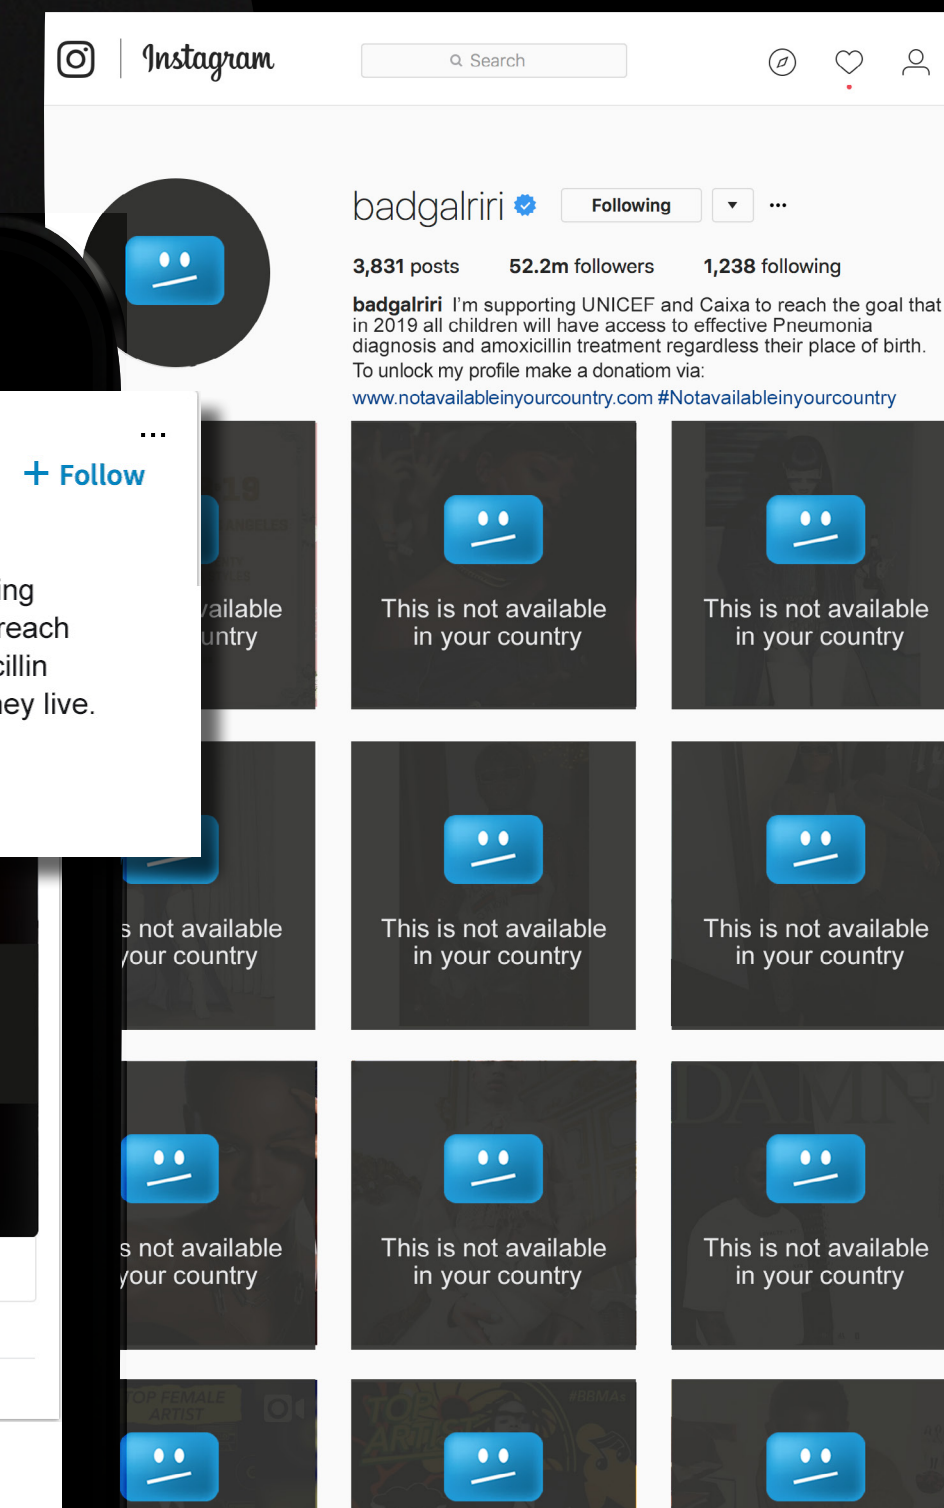 Instagram
Search
badgalriri
Following
3,831 posts 52.2m followers 1,238 following
badgalriri I'm supporting UNICEF and Caixa to reach the goal that
in 2019 all children will have access to effective Pneumonia
diagnosis and amoxicillin treatment regardless their place of birth.
To unlock my profile make a donatiom via:
www.notavailableinyourcountry.com #Notavailableinyourcountry
+ Follow
ing
reach
cillin
ney live.
19
vailable
untry
This is not available
in your country
This is not available
in your country
s not available
your country
This is not available
in your country
This is not available
in your country
s not available
your country
This is not available
in your country
DAMN
This is not available
in your country
TOP FEMALE
ARTIST
TOP
ARTIST
#BBMAs